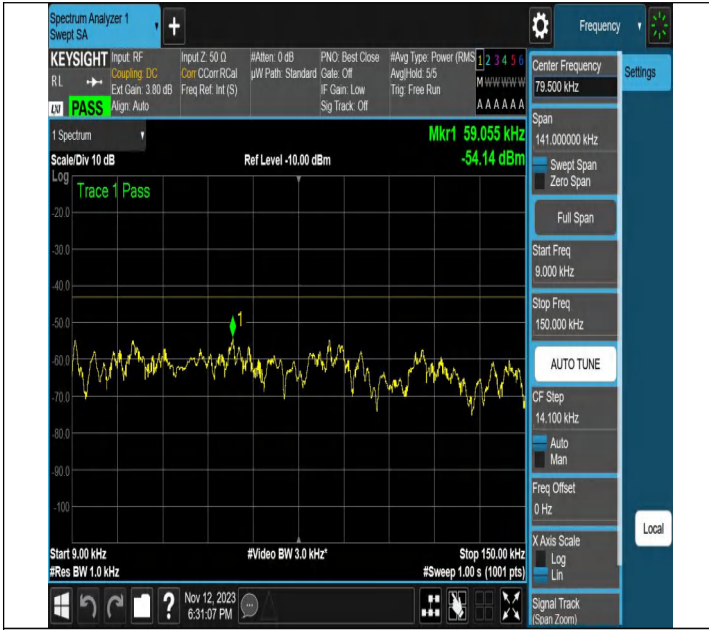 Spectrum Analyzer 1
Swept SA
+
Frequency
KEYSIGHT
RL
LXI
PASS
Input: RF
Coupling: DC
Ext Gain: 3.80 dB
Align: Auto
Input Z: 50 Ω
Corr CCorr RCal
Freq Ref: Int (S)
#Atten: 0 dB
µW Path: Standard
PNO: Best Close
Gate: Off
IF Gain: Low
Sig Track: Off
#Avg Type: Power (RMS
Avg|Hold: 5/5
Trig: Free Run
1 2 3 4 5 6
M W W W W W
A A A A A A
1 Spectrum
Scale/Div 10 dB
Ref Level -10.00 dBm
Mkr1 59.055 kHz
-54.14 dBm
Log
Trace 1 Pass
-20.0
-30.0
-40.0
-50.0
-60.0
-70.0
-80.0
-90.0
-100
1
Start 9.00 kHz
#Video BW 3.0 kHz*
Stop 150.00 kHz
#Res BW 1.0 kHz
#Sweep 1.00 s (1001 pts)
?
Nov 12, 2023
6:31:07 PM
Center Frequency
79.500 kHz
Settings
Span
141.000000 kHz
Swept Span
Zero Span
Full Span
Start Freq
9.000 kHz
Stop Freq
150.000 kHz
AUTO TUNE
CF Step
14.100 kHz
Auto
Man
Freq Offset
0 Hz
X Axis Scale
Log
Lin
Local
Signal Track
(Span Zoom)